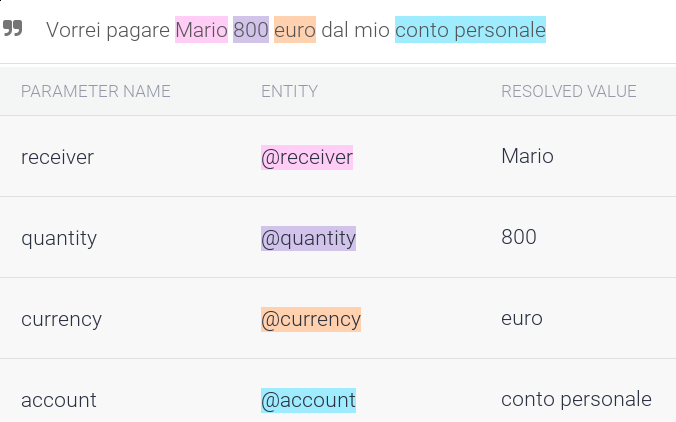 ❞ Vorrei pagare Mario 800 euro dal mio conto personale
PARAMETER NAME ENTITY RESOLVED VALUE
receiver @receiver Mario
quantity @quantity 800
currency @currency euro
account @account conto personale